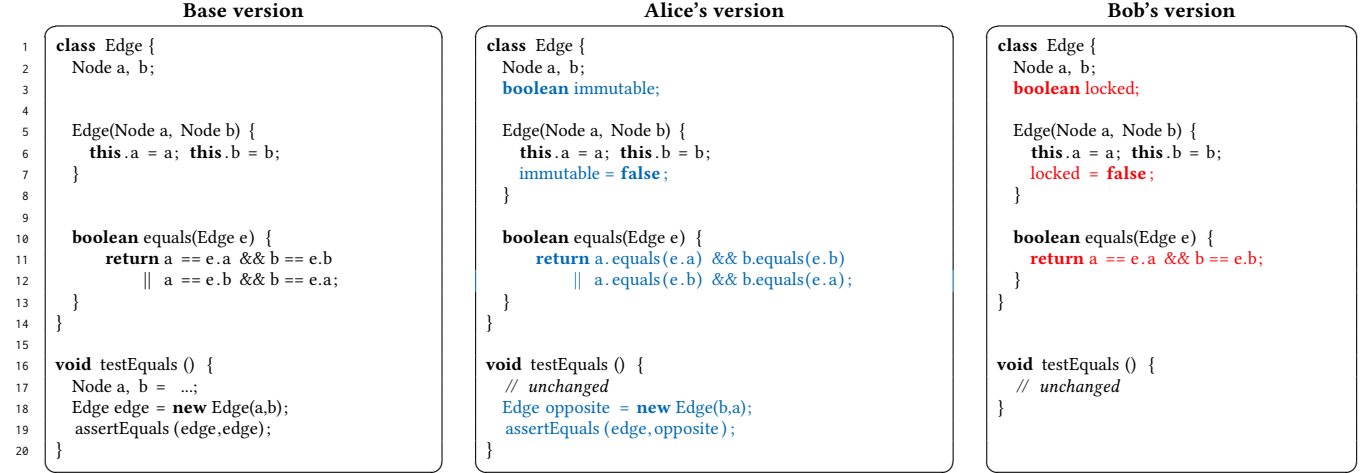 Base version
1 class Edge {
2 Node a, b;
3
4
5 Edge(Node a, Node b) {
6 this.a = a; this.b = b;
7 }
8
9
10 boolean equals(Edge e) {
11 return a == e.a && b == e.b
12 || a == e.b && b == e.a;
13 }
14 }
15
16 void testEquals () {
17 Node a, b = ...;
18 Edge edge = new Edge(a,b);
19 assertEquals (edge,edge);
20 }
Alice's version
class Edge {
Node a, b;
boolean immutable;
Edge(Node a, Node b) {
this.a = a; this.b = b;
immutable = false;
}
boolean equals(Edge e) {
return a.equals(e.a) && b.equals(e.b)
|| a.equals(e.b) && b.equals(e.a);
}
}
void testEquals () {
// unchanged
Edge opposite = new Edge(b,a);
assertEquals (edge,opposite);
}
Bob's version
class Edge {
Node a, b;
boolean locked;
Edge(Node a, Node b) {
this.a = a; this.b = b;
locked = false;
}
boolean equals(Edge e) {
return a == e.a && b == e.b;
}
}
void testEquals () {
// unchanged
}